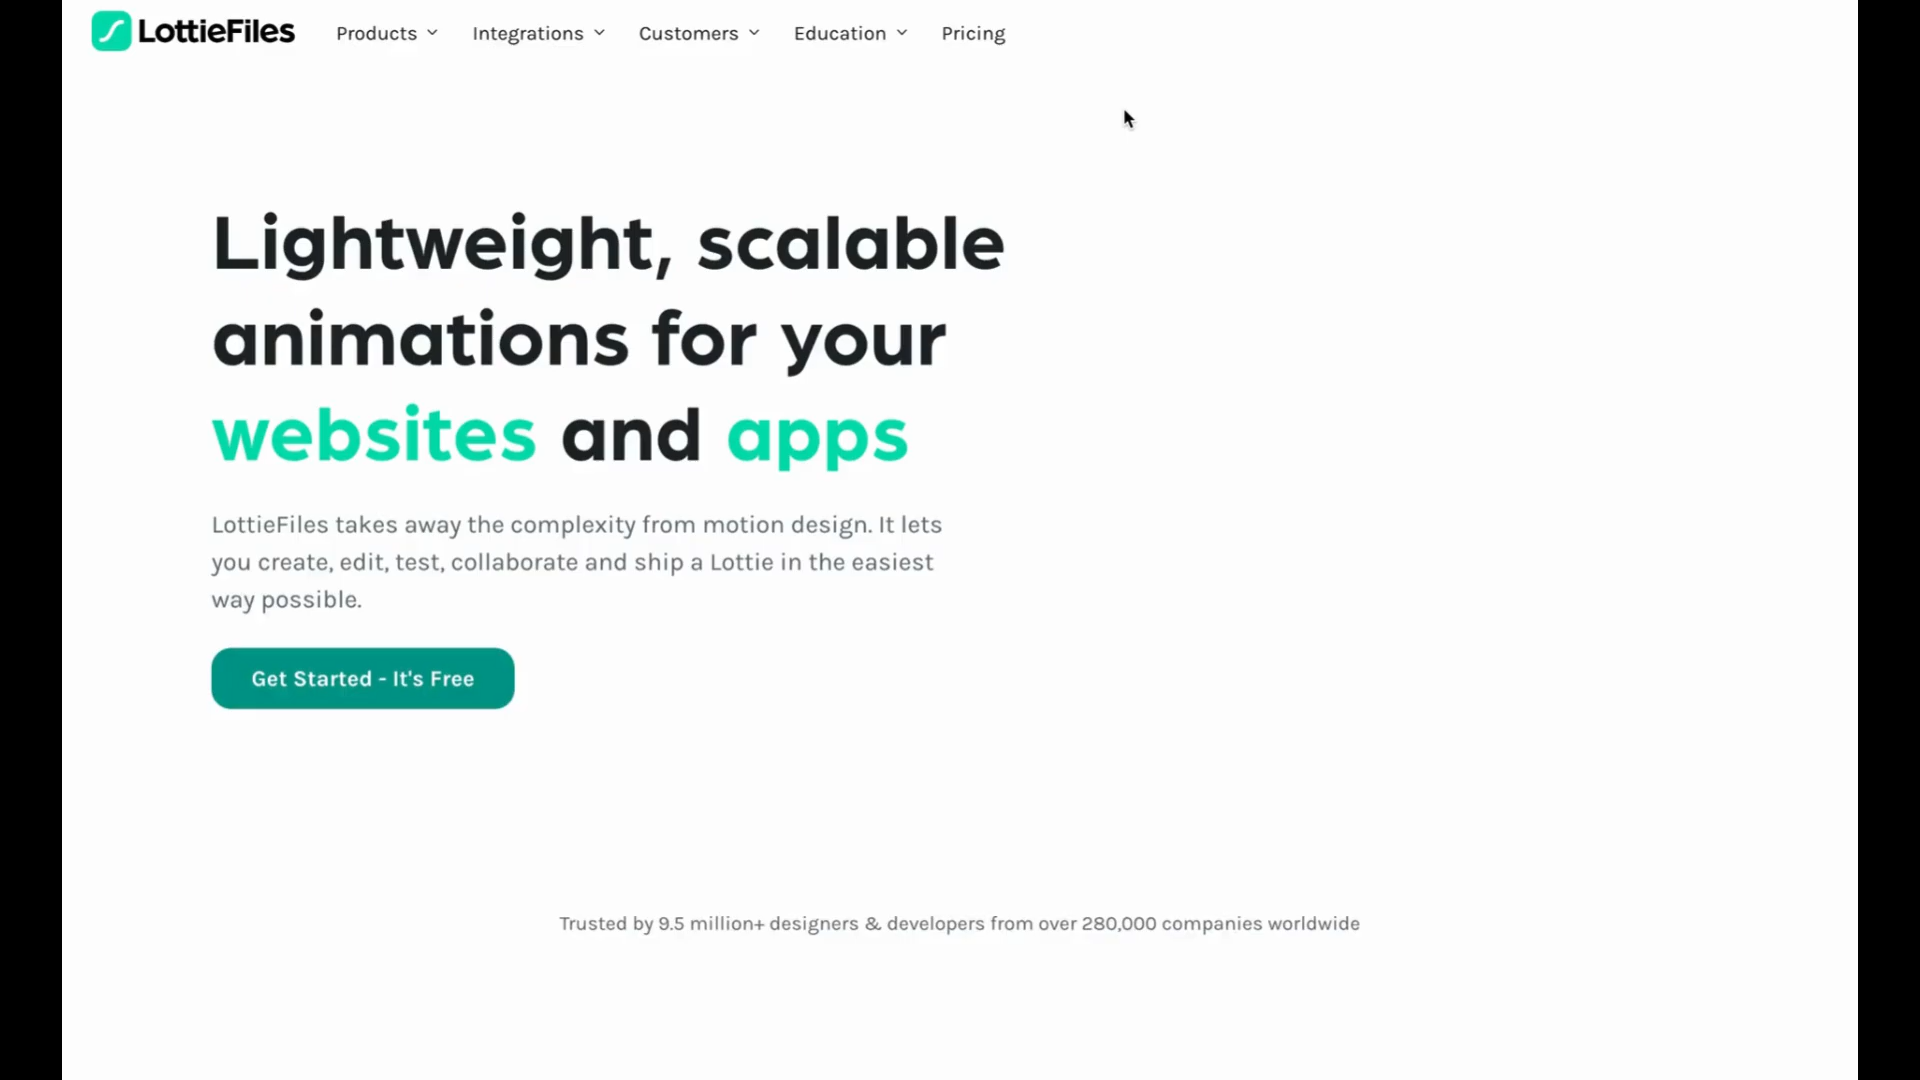 LottieFiles Products Integrations Customers Education Pricing
Lightweight, scalable
animations for your
websites and apps
LottieFiles takes away the complexity from motion design. It lets
you create, edit, test, collaborate and ship a Lottie in the easiest
way possible.
Get Started - It's Free
Trusted by 9.5 million+ designers & developers from over 280,000 companies worldwide